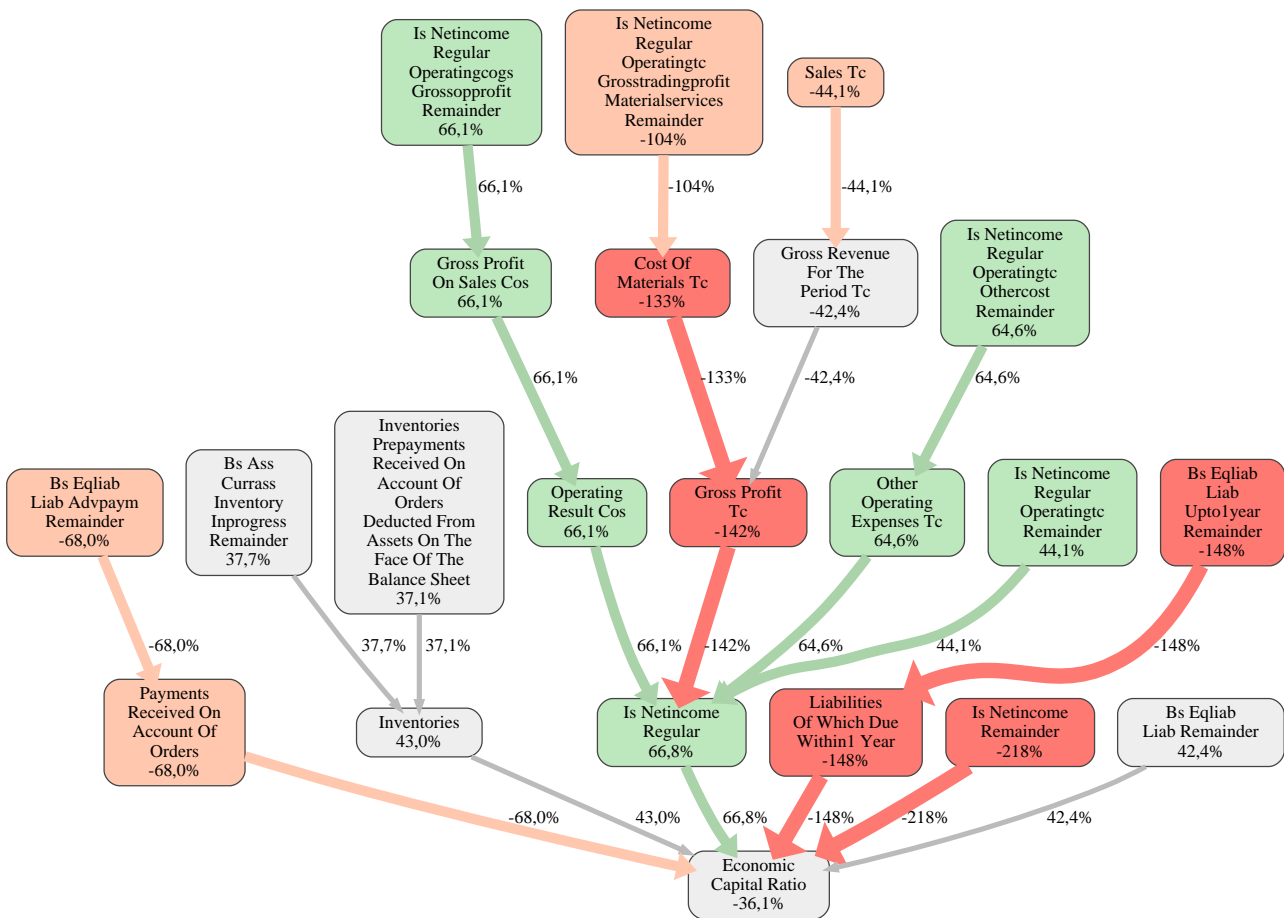 Is Netincome
Regular
Operatingcogs
Grossopprofit
Remainder
66,1%
Is Netincome
Regular
Operatingtc
Grosstradingprofit
Materialservices
Remainder
-104%
Sales Tc
-44,1%
66,1%
-104%
-44,1%
Gross Profit
On Sales Cos
66,1%
Cost Of
Materials Tc
-133%
Gross Revenue
For The
Period Tc
-42,4%
Is Netincome
Regular
Operatingtc
Othercost
Remainder
64,6%
66,1%
-133%
-42,4%
64,6%
Bs Eqliab
Liab Advpaym
Remainder
-68,0%
Bs Ass
Currass
Inventory
Inprogress
Remainder
37,7%
Inventories
Prepayments
Received On
Account Of
Orders
Deducted From
Assets On The
Face Of The
Balance Sheet
37,1%
Operating
Result Cos
66,1%
Gross Profit
Tc
-142%
Other
Operating
Expenses Tc
64,6%
Is Netincome
Regular
Operatingtc
Remainder
44,1%
Bs Eqliab
Liab
Upto1year
Remainder
-148%
-68,0%
37,7%
37,1%
66,1%
-142%
64,6%
44,1%
-148%
Payments
Received On
Account Of
Orders
-68,0%
Inventories
43,0%
Is Netincome
Regular
66,8%
Liabilities
Of Which Due
Within1 Year
-148%
Is Netincome
Remainder
-218%
Bs Eqliab
Liab Remainder
42,4%
-68,0%
43,0%
66,8%
-148%
-218%
42,4%
Economic
Capital Ratio
-36,1%